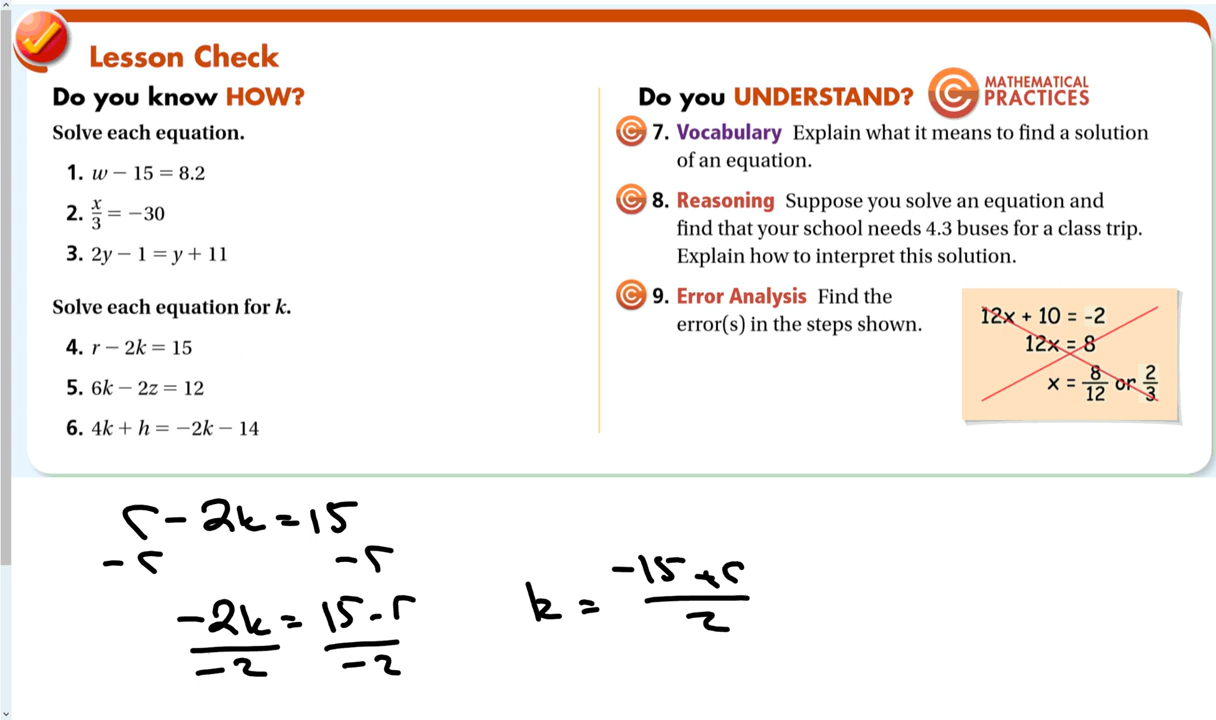 Lesson Check
Do you know HOW?
Solve each equation.
1. w − 15 = 8.2
2. x/3 = −30
3. 2y − 1 = y + 11
Solve each equation for k.
4. r − 2k = 15
5. 6k − 2z = 12
6. 4k + h = −2k − 14
Do you UNDERSTAND?
MATHEMATICAL
PRACTICES
7. Vocabulary Explain what it means to find a solution
of an equation.
8. Reasoning Suppose you solve an equation and
find that your school needs 4.3 buses for a class trip.
Explain how to interpret this solution.
9. Error Analysis Find the
error(s) in the steps shown.
12x + 10 = -2
12x = 8
x = 8/12 or 2/3
r - 2k = 15
- r - r
-2k/-2 = 15 - r/-2
k = -15 + r/2